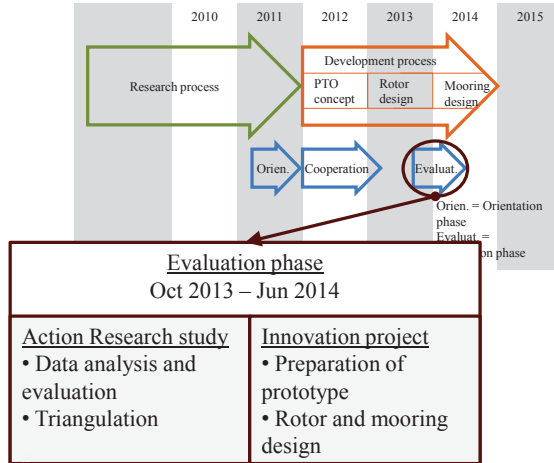 2010 2011 2012 2013 2014 2015
Development process
Research process
PTO
concept
Rotor
design
Mooring
design
Orien.
Cooperation
Evaluat.
Orien. = Orientation
phase
Evaluat. =
on phase
Evaluation phase
Oct 2013 – Jun 2014
Action Research study
• Data analysis and
evaluation
• Triangulation
Innovation project
• Preparation of
prototype
• Rotor and mooring
design